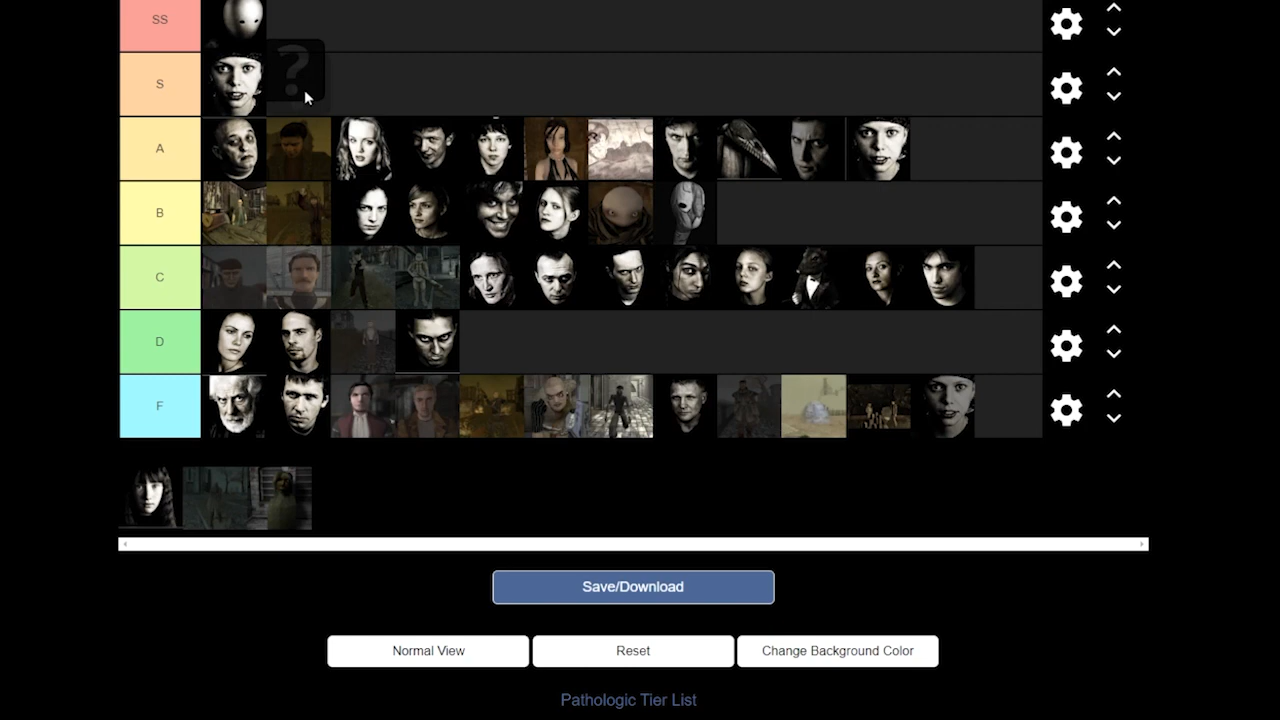 SS
S
?
A
B
C
D
F
Save/Download
Normal View
Reset
Change Background Color
Pathologic Tier List